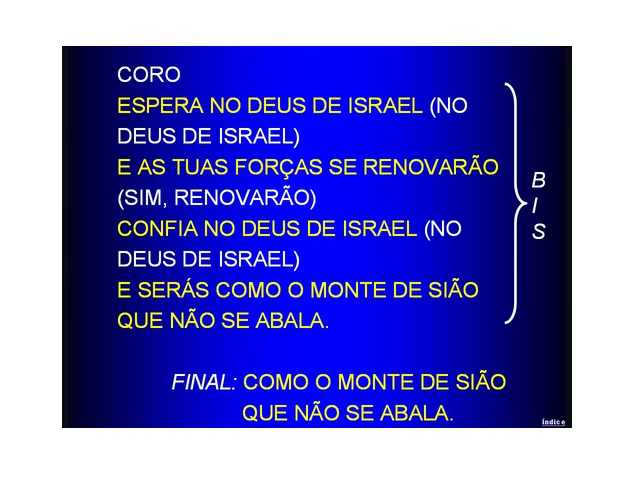 CORO
ESPERA NO DEUS DE ISRAEL (NO
DEUS DE ISRAEL)
E AS TUAS FORÇAS SE RENOVARÃO
(SIM, RENOVARÃO)
CONFIA NO DEUS DE ISRAEL (NO
DEUS DE ISRAEL)
E SERÁS COMO O MONTE DE SIÃO
QUE NÃO SE ABALA.
B
I
S
FINAL: COMO O MONTE DE SIÃO
QUE NÃO SE ABALA.
Índice